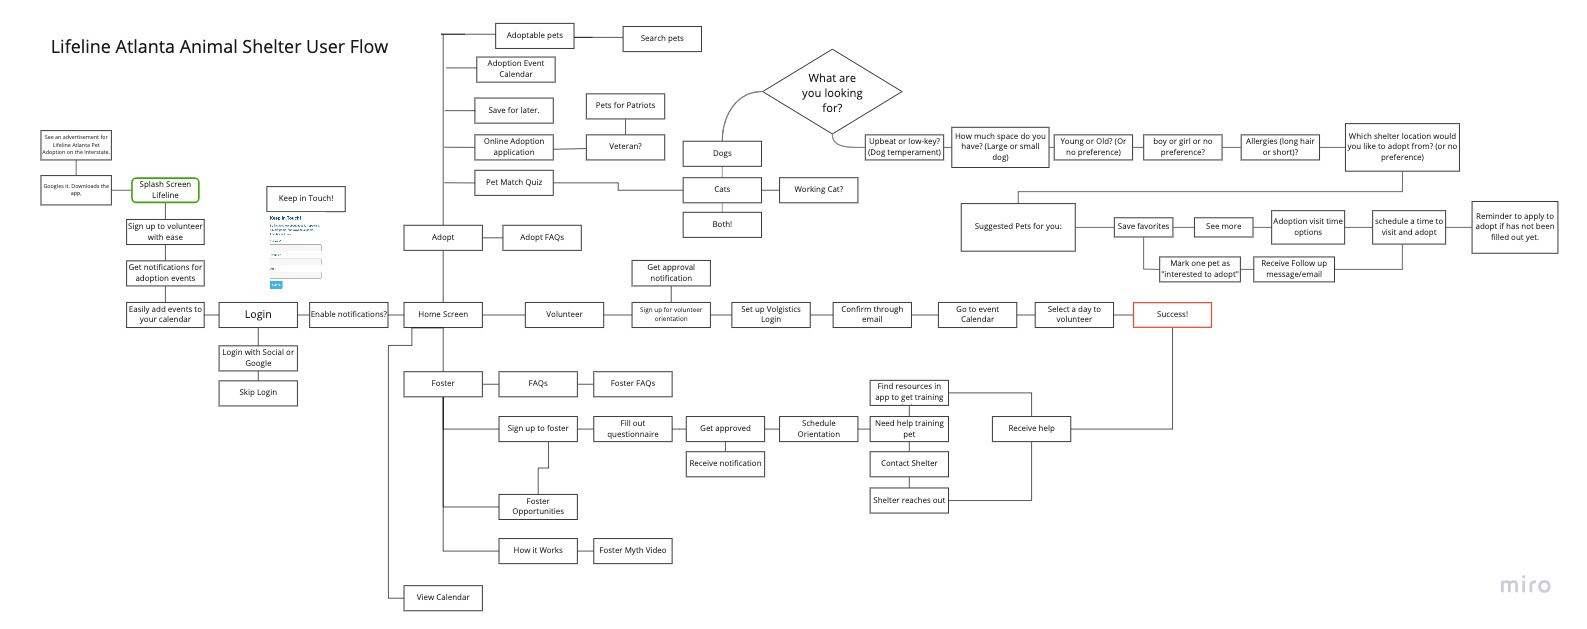 Lifeline Atlanta Animal Shelter User Flow
Adoptable pets
Search pets
Adoption Event
Calendar
Save for later.
Pets for Patriots
Online Adoption
application
Veteran?
Pet Match Quiz
What are
you looking
for?
Dogs
Cats
Working Cat?
Both!
Upbeat or low-key?
(Dog temperament)
How much space do you
have? (Large or small
dog)
Young or Old? (Or
no preference)
boy or girl or no
preference?
Allergies (long hair
or short)?
Which shelter location would
you like to adopt from? (or no
preference)
See an advertisement for
Lifeline Atlanta Pet
Adoption on the Interstate.
Googles it. Downloads the
app,
Splash Screen
Lifeline
Sign up to volunteer
with ease
Get notifications for
adoption events
Easily add events to
your calendar
Keep in Touch!
Keep in Touch!
Adopt
Adopt FAQs
Suggested Pets for you:
Save favorites
See more
Adoption visit time
options
schedule a time to
visit and adopt
Reminder to apply to
adopt if has not been
filled out yet.
Mark one pet as
"interested to adopt"
Receive Follow up
message/email
Login
Enable notifications?
Home Screen
Volunteer
Get approval
notification
Sign up for volunteer
orientation
Set up Volgistics
Login
Confirm through
email
Go to event
Calendar
Select a day to
volunteer
Success!
Login with Social or
Google
Skip Login
Foster
FAQs
Foster FAQs
Sign up to foster
Fill out
questionnaire
Get approved
Schedule
Orientation
Receive notification
Find resources in
app to get training
Need help training
pet
Contact Shelter
Shelter reaches out
Receive help
Foster
Opportunities
How it Works
Foster Myth Video
View Calendar
miro